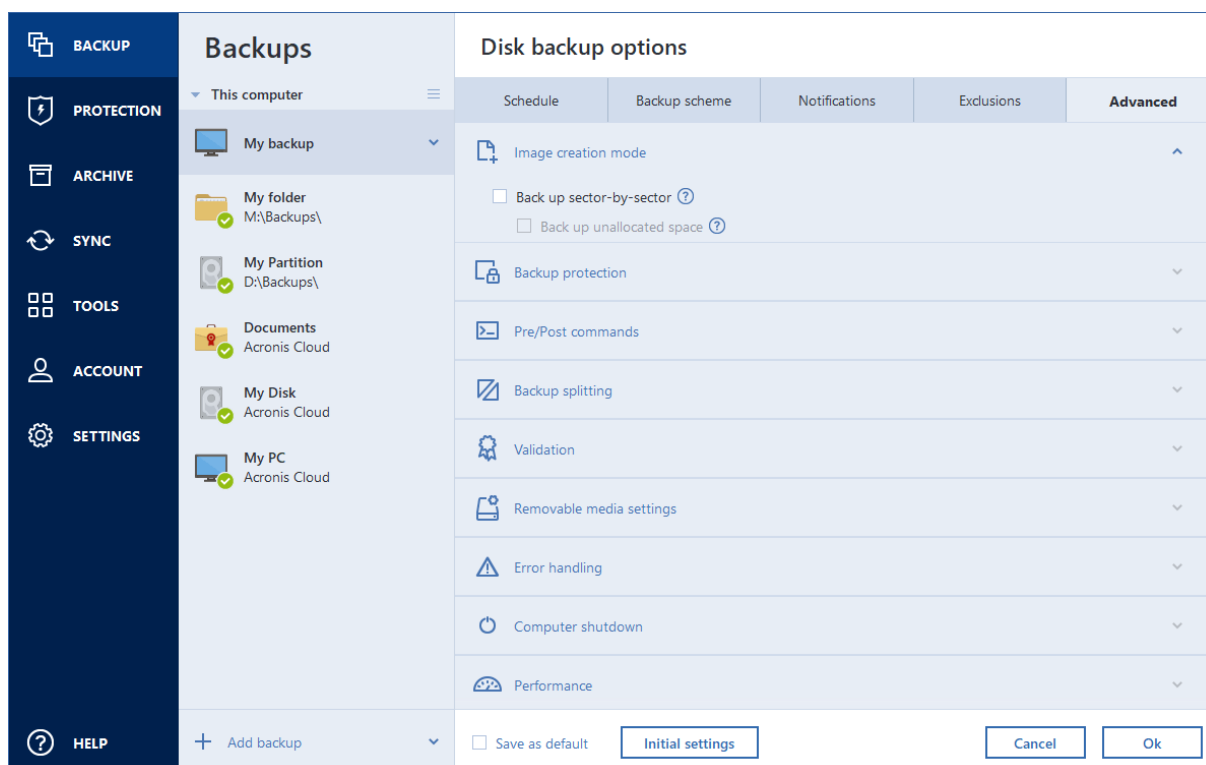 BACKUP
PROTECTION
ARCHIVE
SYNC
TOOLS
ACCOUNT
SETTINGS
HELP
Backups
This computer
My backup
My folder
M:\Backups\
My Partition
D:\Backups\
Documents
Acronis Cloud
My Disk
Acronis Cloud
My PC
Acronis Cloud
Add backup
Disk backup options
Schedule
Backup scheme
Notifications
Exclusions
Advanced
Image creation mode
Back up sector-by-sector ?
Back up unallocated space ?
Backup protection
Pre/Post commands
Backup splitting
Validation
Removable media settings
Error handling
Computer shutdown
Performance
Save as default
Initial settings
Cancel
Ok